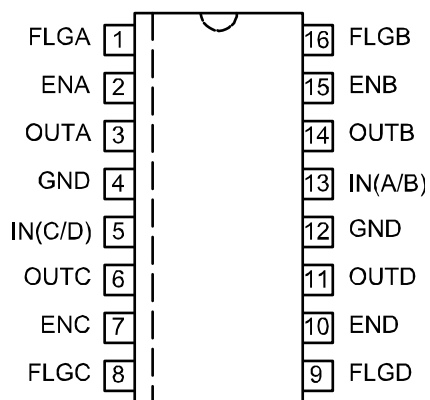 FLGA 1 16 FLGB
ENA 2 15 ENB
OUTA 3 14 OUTB
GND 4 13 IN(A/B)
IN(C/D) 5 12 GND
OUTC 6 11 OUTD
ENC 7 10 END
FLGC 8 9 FLGD